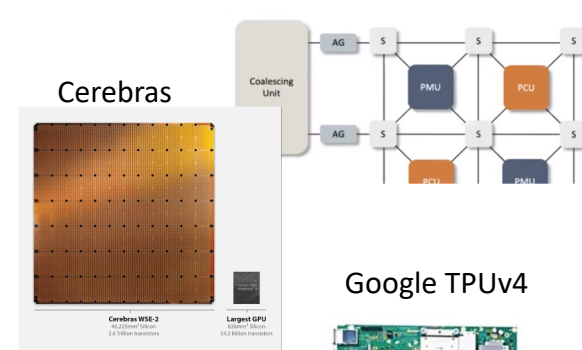 AG
S
S
S
Coalescing
Unit
PMU
PCU
AG
S
S
S
PCU
PMU
Cerebras
Cerebras WSE-2
46,225mm² Silicon
2.6 Trillion transistors
Largest GPU
826mm² Silicon
54.2 Billion transistors
Google TPUv4